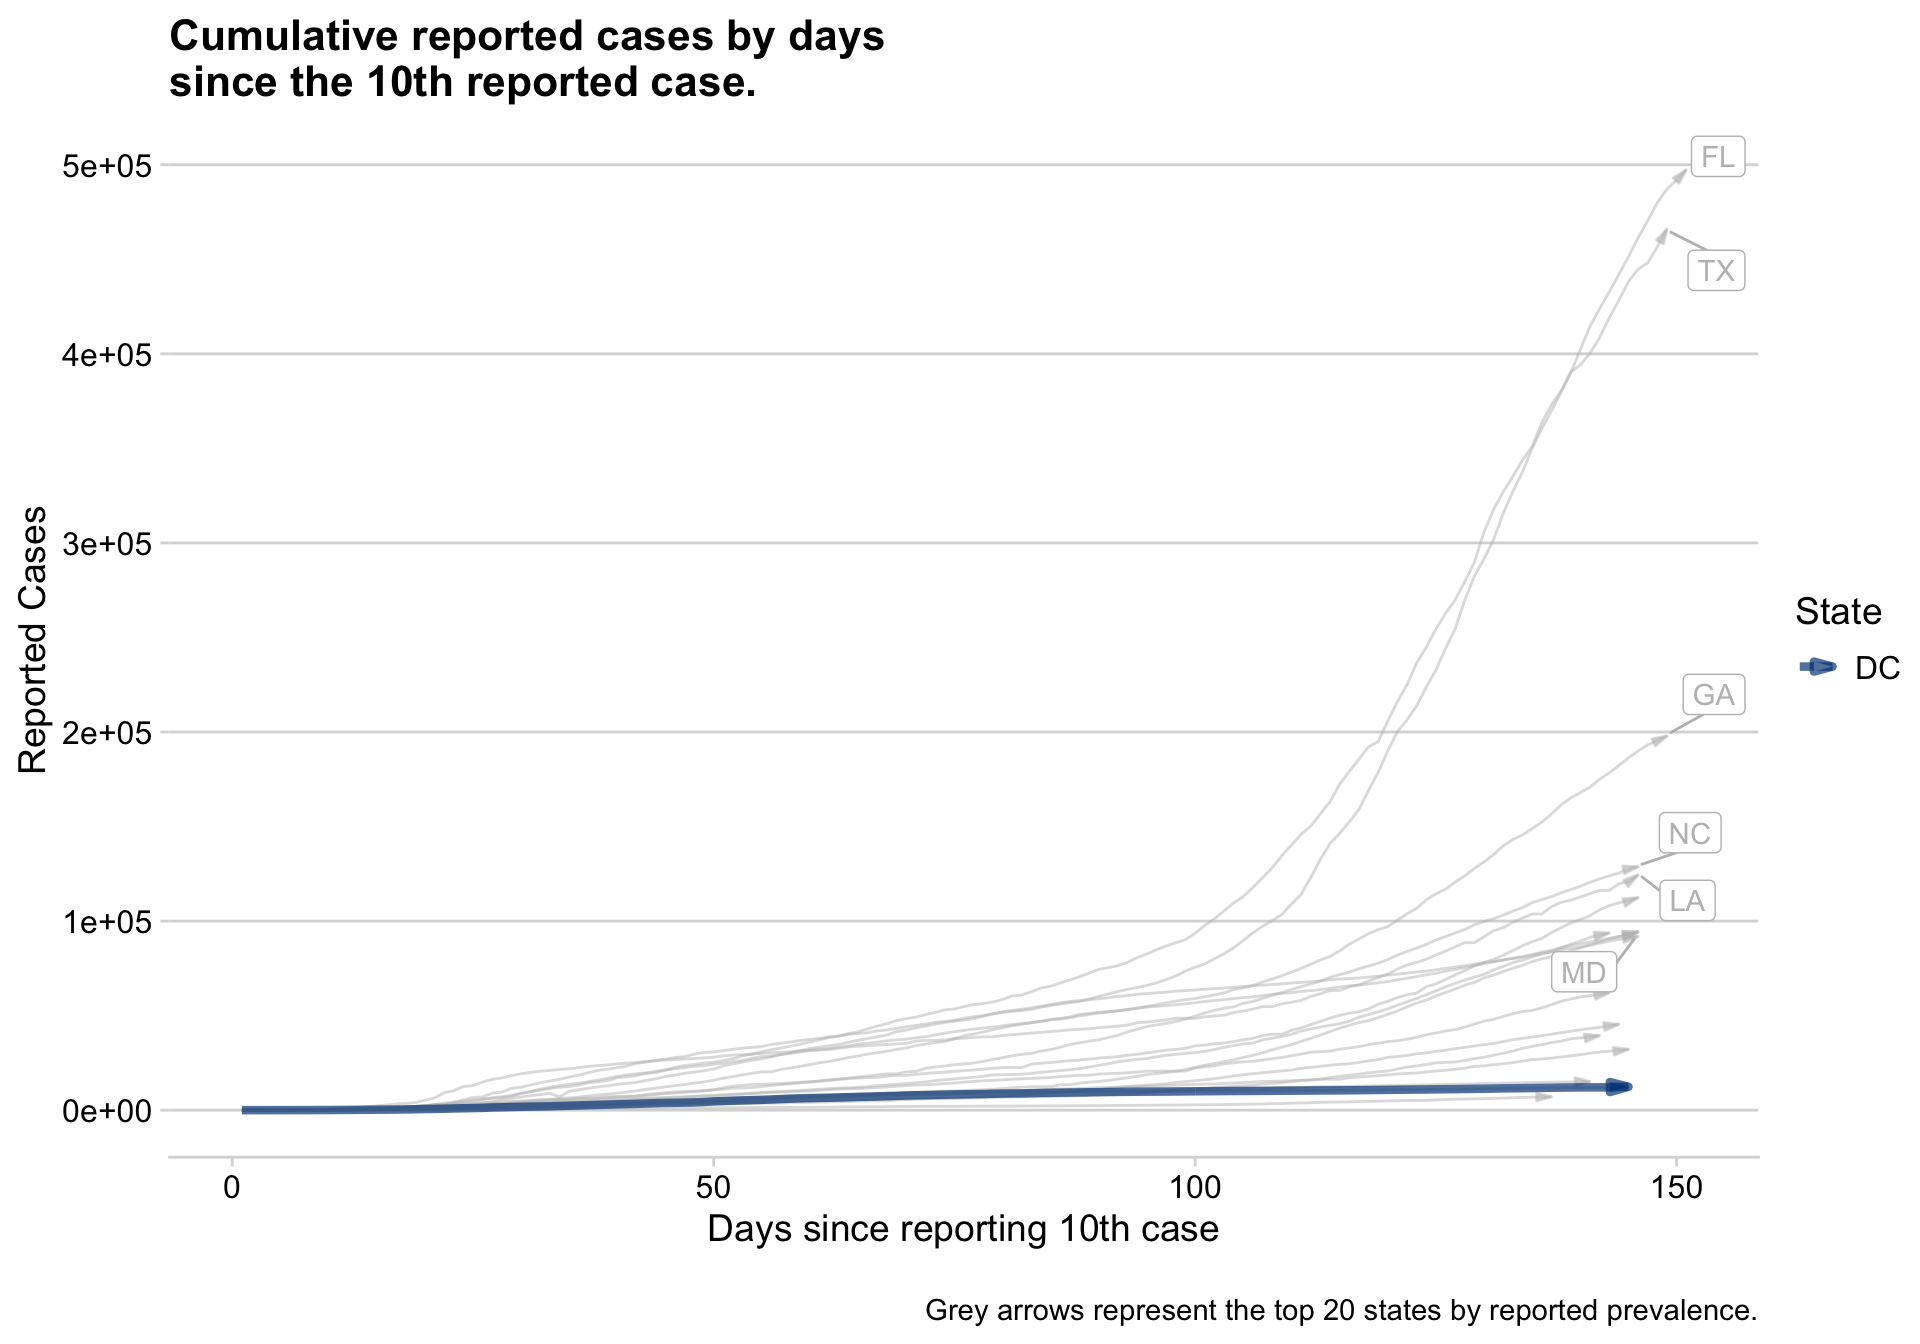 Cumulative reported cases by days
since the 10th reported case.
5e+05
4e+05
3e+05
2e+05
1e+05
0e+00
Reported Cases
FL
TX
GA
NC
LA
MD
State
DC
0
50
100
150
Days since reporting 10th case
Grey arrows represent the top 20 states by reported prevalence.